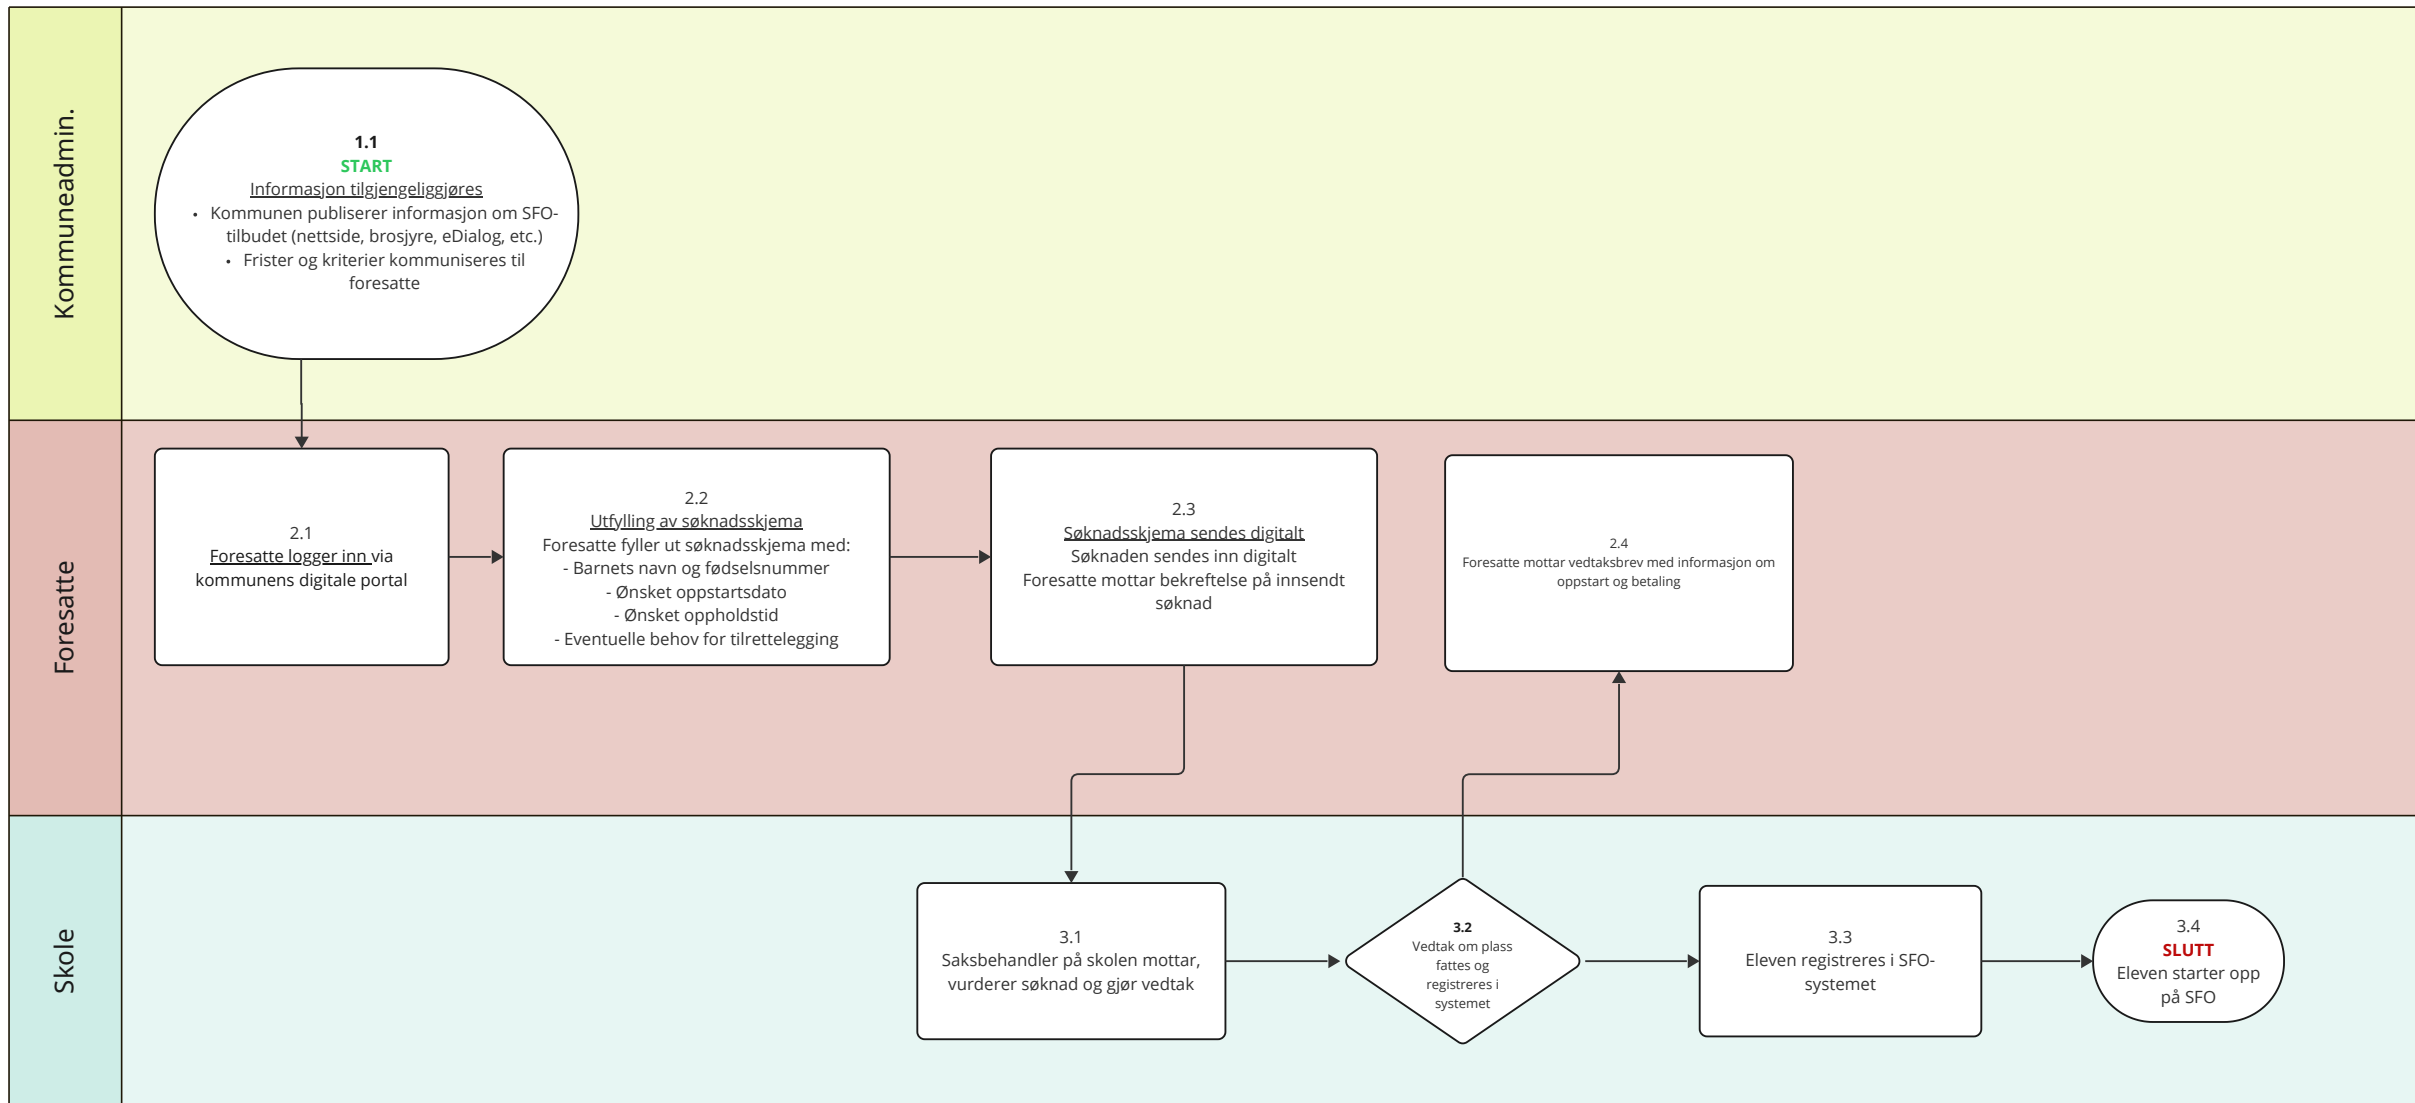 Kommuneadmin.
1.1
START
Informasjon tilgjengeliggjøres
• Kommunen publiserer informasjon om SFO-
tilbudet (nettside, brosjyre, eDialog, etc.)
• Frister og kriterier kommuniseres til
foresatte
Foresatte
2.1
Foresatte logger inn via
kommunens digitale portal
2.2
Utfylling av søknadsskjema
Foresatte fyller ut søknadsskjema med:
- Barnets navn og fødselsnummer
- Ønsket oppstartsdato
- Ønsket oppholdstid
- Eventuelle behov for tilrettelegging
2.3
Søknadsskjema sendes digitalt
Søknaden sendes inn digitalt
Foresatte mottar bekreftelse på innsendt
søknad
2.4
Foresatte mottar vedtaksbrev med informasjon om
oppstart og betaling
Skole
3.1
Saksbehandler på skolen mottar,
vurderer søknad og gjør vedtak
3.2
Vedtak om plass
fattes og
registreres i
systemet
3.3
Eleven registreres i SFO-
systemet
3.4
SLUTT
Eleven starter opp
på SFO